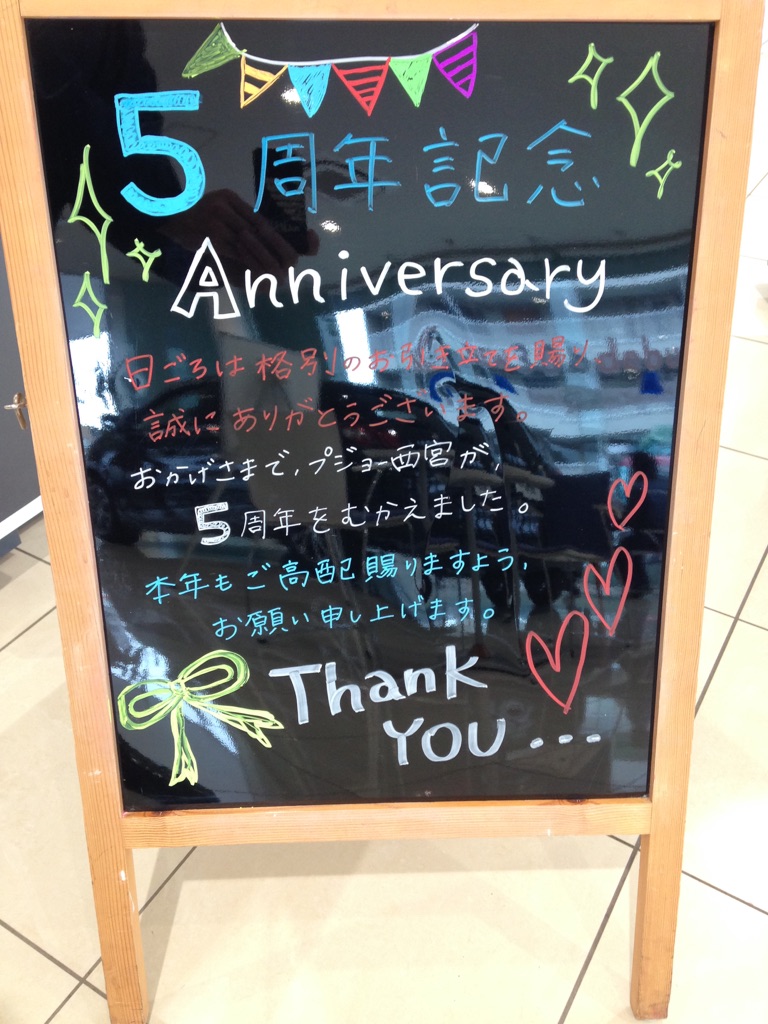 5周年記念
Anniversary
日ごろは格別のお引き立てを賜り、
誠にありがとうございます。
おかげさまで、プジョー西宮が、
5周年をむかえました。
本年もご高配賜りますよう、
お願い申し上げます。
Thank
YOU...